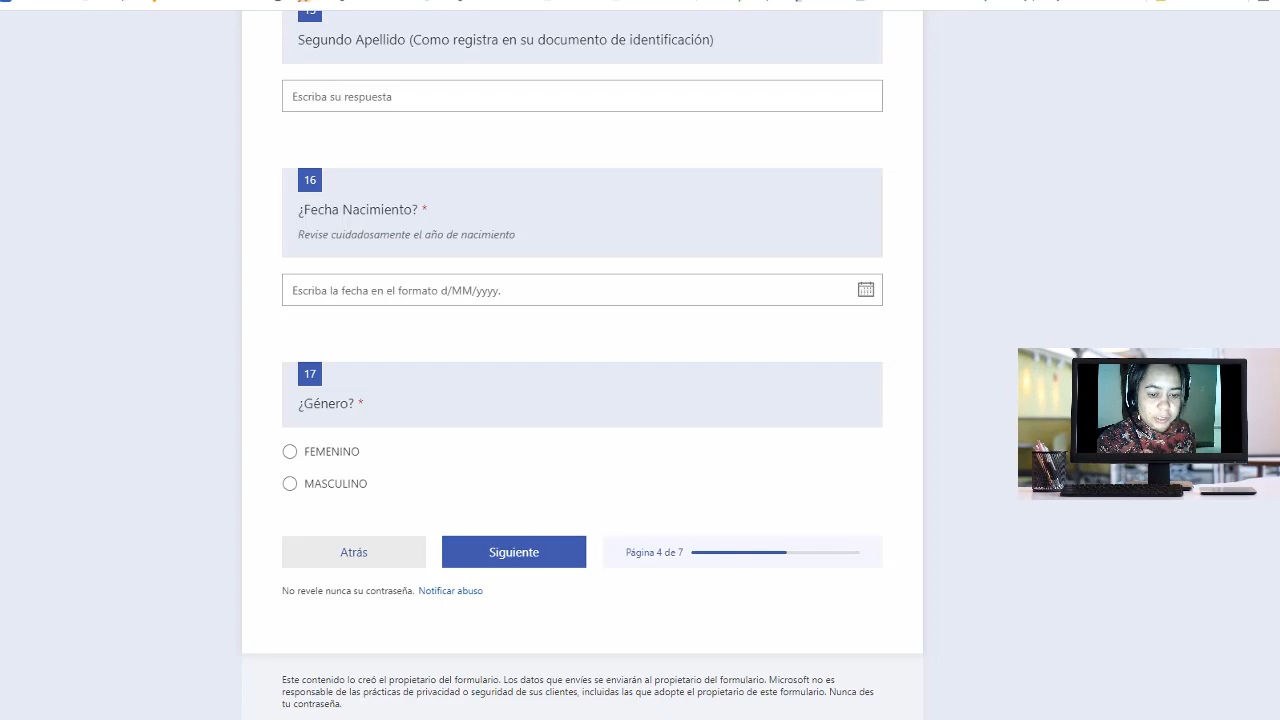 Segundo Apellido (Como registra en su documento de identificación)
Escriba su respuesta
16
¿Fecha Nacimiento? *
Revise cuidadosamente el año de nacimiento
Escriba la fecha en el formato d/MM/yyyy.
17
¿Género? *
FEMENINO
MASCULINO
Atrás
Siguiente
Página 4 de 7
No revele nunca su contraseña. Notificar abuso
Este contenido lo creó el propietario del formulario. Los datos que envíes se enviarán al propietario del formulario. Microsoft no es
responsable de las prácticas de privacidad o seguridad de sus clientes, incluidas las que adopte el propietario de este formulario. Nunca des
tu contraseña.